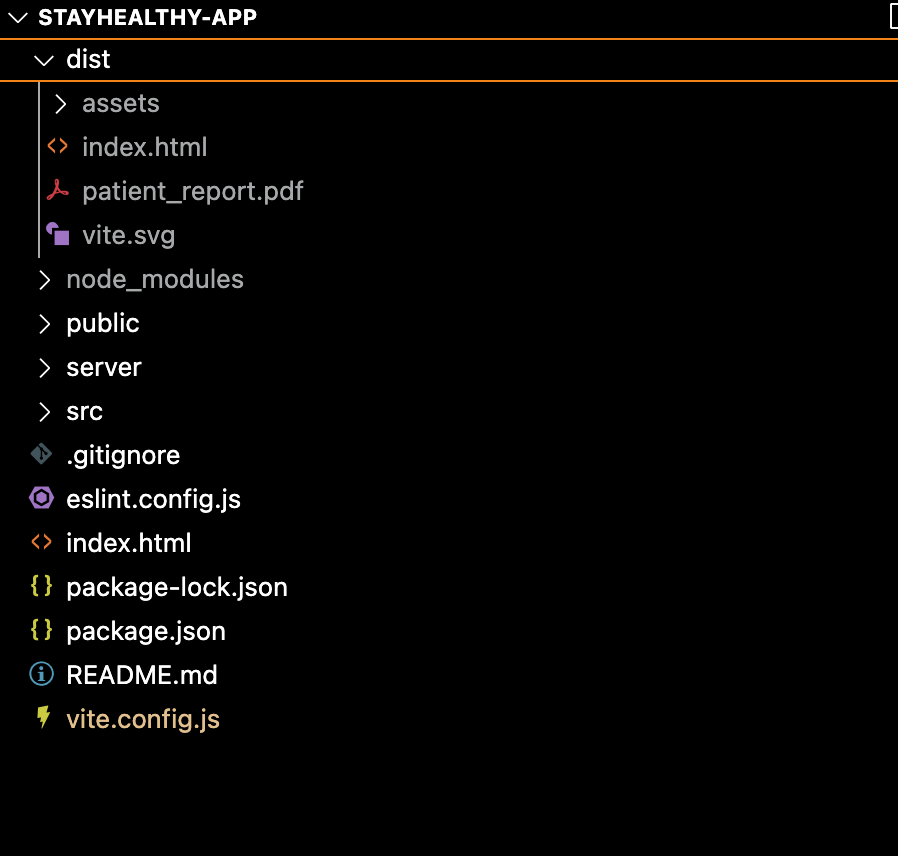 STAYHEALTHY-APP
dist
assets
index.html
patient_report.pdf
vite.svg
node_modules
public
server
src
.gitignore
eslint.config.js
index.html
package-lock.json
package.json
README.md
vite.config.js